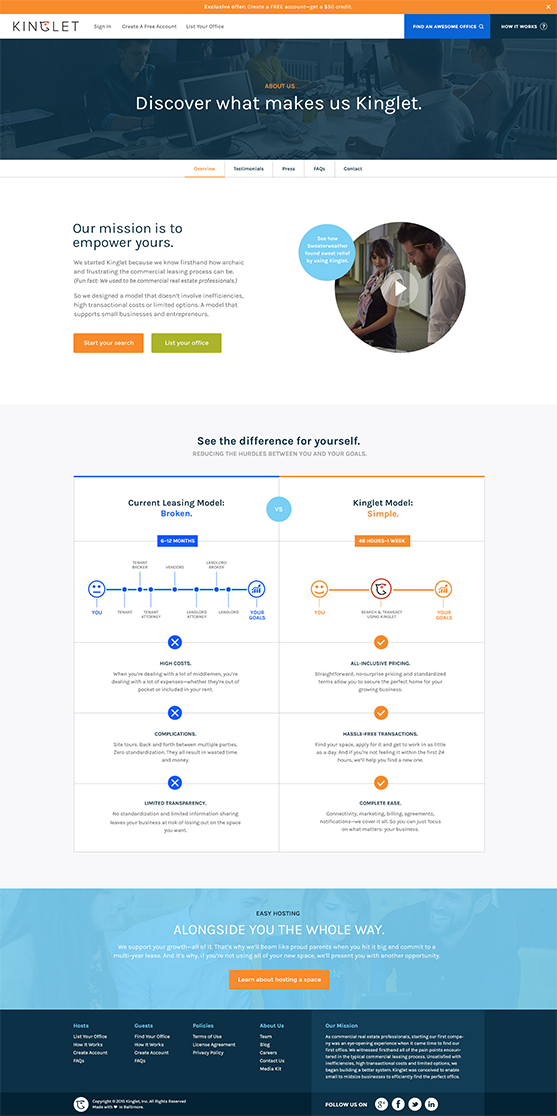 Exclusive offer: Create a FREE account—get a $50 credit.
KINGLET
Sign In
Create A Free Account
List Your Office
FIND AN AWESOME OFFICE
HOW IT WORKS ?
ABOUT US
Discover what makes us Kinglet.
Overview
Testimonials
Press
FAQs
Contact
Our mission is to
empower yours.
We started Kinglet because we know firsthand how archaic
and frustrating the commercial leasing process can be.
(Fun fact: We used to be commercial real estate professionals.)
So we designed a model that doesn't involve inefficiencies,
high transactional costs or limited options. A model that
supports small businesses and entrepreneurs.
Start your search
List your office
See how
Sweaterweather
found sweet relief
by using Kinglet.
See the difference for yourself.
REDUCING THE HURDLES BETWEEN YOU AND YOUR GOALS.
Current Leasing Model:
Broken.
VS
Kinglet Model:
Simple.
6–12 MONTHS
TENANT
BROKER
VENDORS
LANDLORD
BROKER
YOU
TENANT
TENANT
ATTORNEY
LANDLORD
ATTORNEY
LANDLORD
YOUR
GOALS
48 HOURS–1 WEEK
YOU
SEARCH & TRANSACT
USING KINGLET
YOUR
GOALS
HIGH COSTS.
When you're dealing with a lot of middlemen, you're
dealing with a lot of expenses—whether they're out of
pocket or included in your rent.
ALL-INCLUSIVE PRICING.
Straightforward, no-surprise pricing and standardized
terms allow you to secure the perfect home for your
growing business.
COMPLICATIONS.
Site tours. Back and forth between multiple parties.
Zero standardization. They all result in wasted time
and money.
HASSLE-FREE TRANSACTIONS.
Find your space, apply for it and get to work in as little
as a day. And if you're not feeling it within the first 24
hours, we'll help you find a new one.
LIMITED TRANSPARENCY.
No standardization and limited information sharing
leaves your business at risk of losing out on the space
you want.
COMPLETE EASE.
Connectivity, marketing, billing, agreements,
notifications—we cover it all. So you can just focus
on what matters: your business.
EASY HOSTING
ALONGSIDE YOU THE WHOLE WAY.
We support your growth—all of it. That's why we'll beam like proud parents when you hit it big and commit to a
multi-year lease. And it's why, if you're not using all of your new space, we'll present you with another opportunity.
Learn about hosting a space
Hosts
List Your Office
How it Works
Create Account
FAQs
Guests
Find Your Office
How it Works
Create Account
FAQs
Policies
Terms of Use
License Agreement
Privacy Policy
About Us
Team
Blog
Careers
Contact Us
Media Kit
Our Mission
As commercial real estate professionals, starting our first compa-
ny was an eye-opening experience when it came time to find our
first office. We witnessed firsthand all of the pain points encoun-
tered in the typical commercial leasing process. Unsatisfied with
inefficiencies, high transactional costs and limited options, we
began building a better system. Kinglet was conceived to enable
small to midsize businesses to efficiently find the perfect office.
Copyright © 2015 Kinglet, Inc. All Rights Reserved
Made with ♥ in Baltimore.
FOLLOW US ON